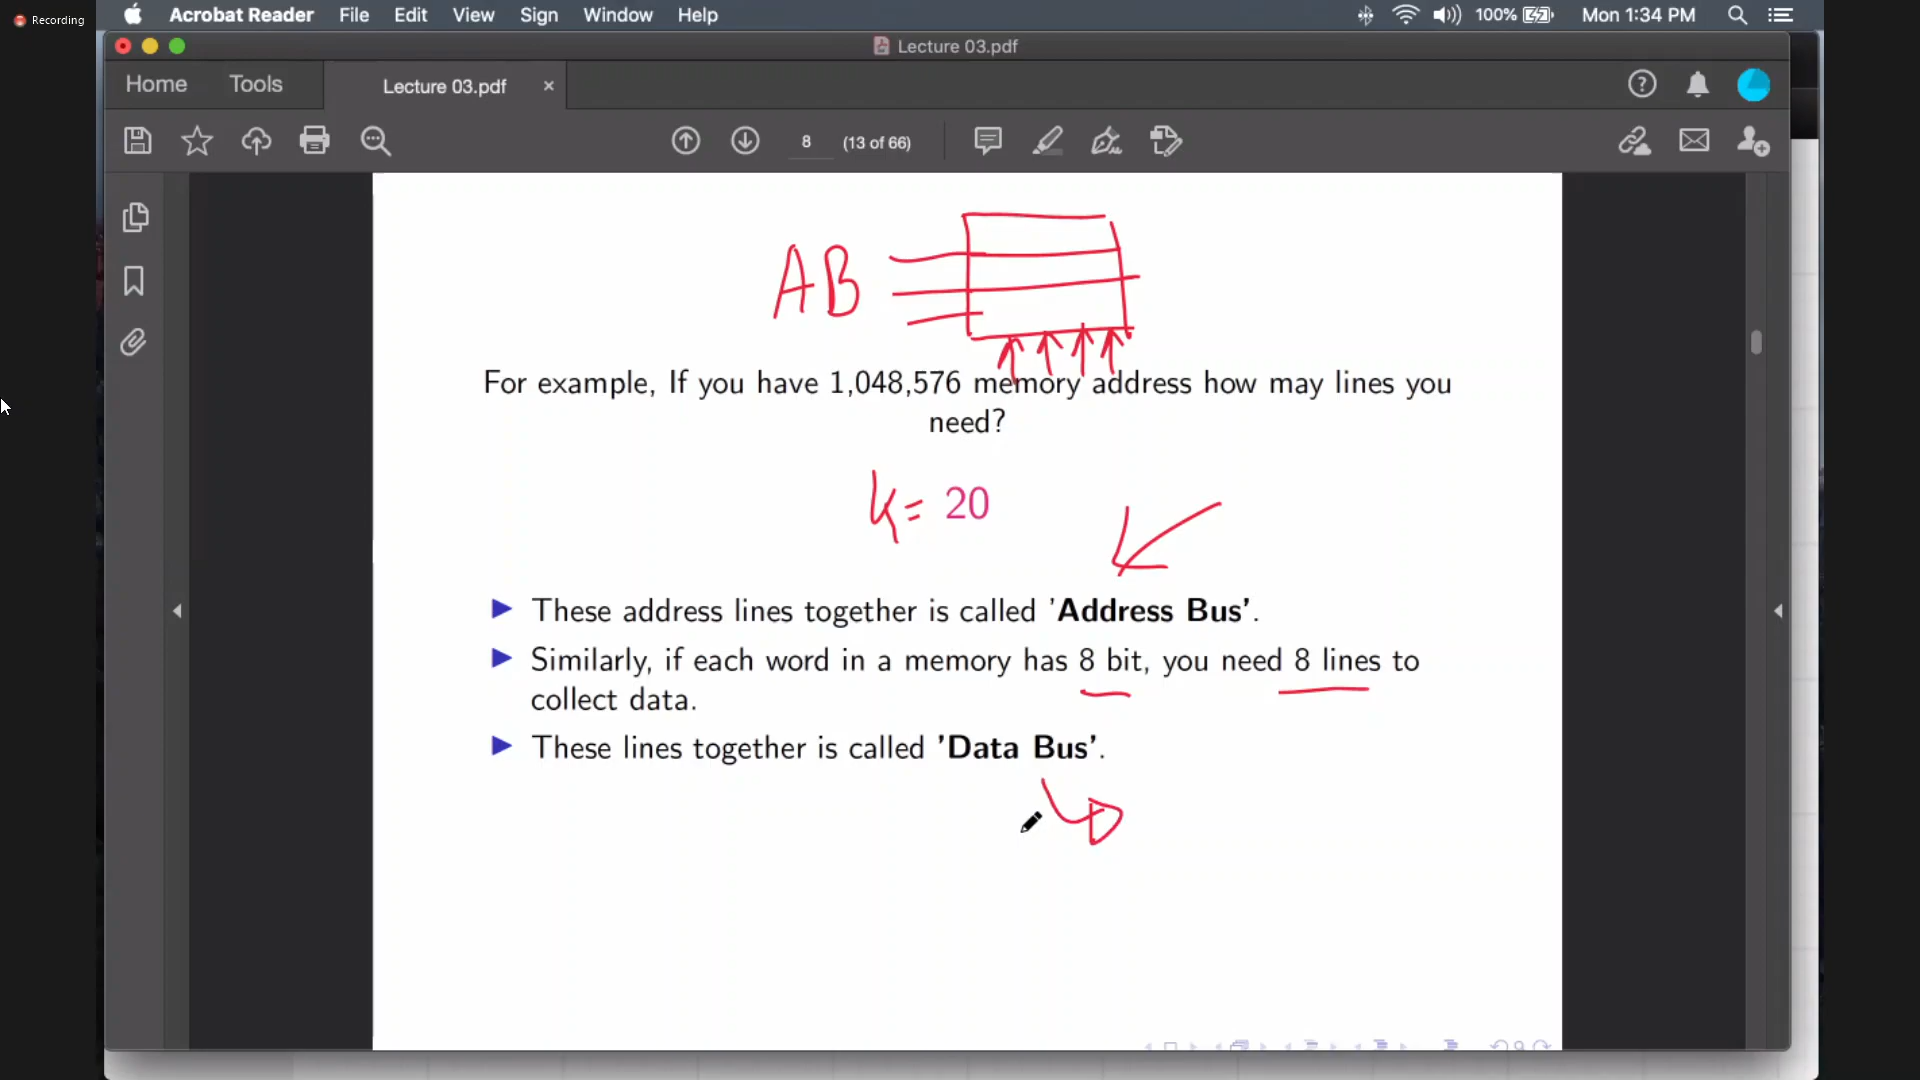 Recording
Acrobat Reader File Edit View Sign Window Help 100% Mon 1:34 PM
Lecture 03.pdf
Home Tools Lecture 03.pdf ×
8 (13 of 66)
AB
For example, If you have 1,048,576 memory address how may lines you
need?
k= 20
▶ These address lines together is called 'Address Bus'.
▶ Similarly, if each word in a memory has 8 bit, you need 8 lines to
collect data.
▶ These lines together is called 'Data Bus'.